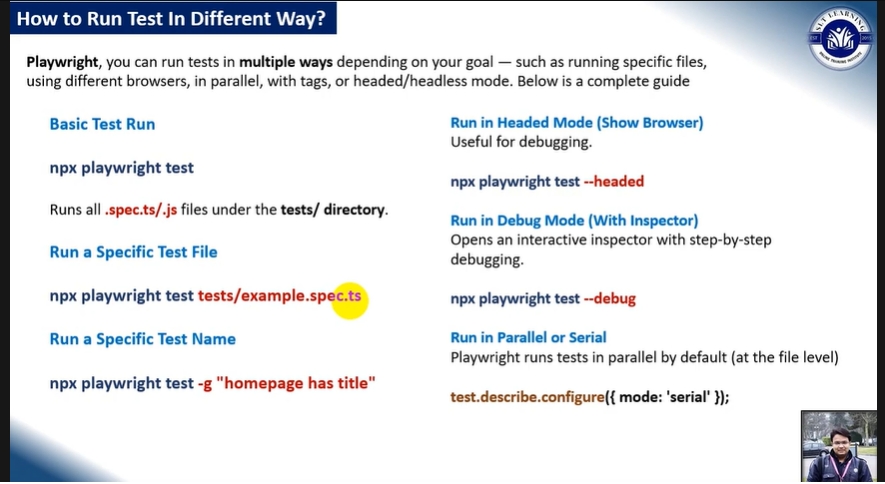 How to Run Test In Different Way?
SLT LEARNING
Playwright, you can run tests in multiple ways depending on your goal — such as running specific files,
using different browsers, in parallel, with tags, or headed/headless mode. Below is a complete guide
Basic Test Run
npx playwright test
Runs all .spec.ts/.js files under the tests/ directory.
Run a Specific Test File
npx playwright test tests/example.spec.ts
Run a Specific Test Name
npx playwright test -g "homepage has title"
Run in Headed Mode (Show Browser)
Useful for debugging.
npx playwright test --headed
Run in Debug Mode (With Inspector)
Opens an interactive inspector with step-by-step
debugging.
npx playwright test --debug
Run in Parallel or Serial
Playwright runs tests in parallel by default (at the file level)
test.describe.configure({ mode: 'serial' });